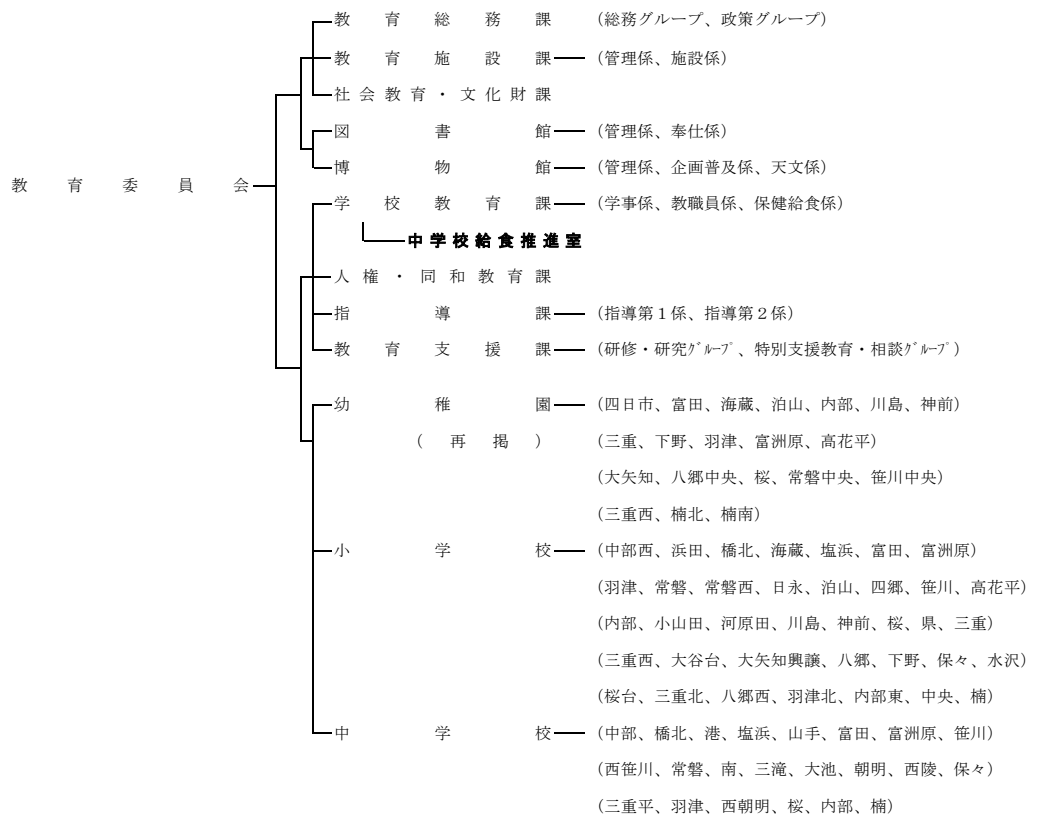 教育総務課 (総務グループ、政策グループ)
教育施設課 (管理係、施設係)
社会教育・文化財課
図書館 (管理係、奉仕係)
博物館 (管理係、企画普及係、天文係)
教育委員会
学校教育課 (学事係、教職員係、保健給食係)
中学校給食推進室
人権・同和教育課
指導課 (指導第1係、指導第2係)
教育支援課 (研修・研究ｸﾞﾙｰﾌﾟ、特別支援教育・相談ｸﾞﾙｰﾌﾟ)
幼稚園 (四日市、富田、海蔵、泊山、内部、川島、神前)
(再掲) (三重、下野、羽津、富洲原、高花平)
(大矢知、八郷中央、桜、常磐中央、笹川中央)
(三重西、楠北、楠南)
小学校 (中部西、浜田、橋北、海蔵、塩浜、富田、富洲原)
(羽津、常磐、常磐西、日永、泊山、四郷、笹川、高花平)
(内部、小山田、河原田、川島、神前、桜、県、三重)
(三重西、大谷台、大矢知興譲、八郷、下野、保々、水沢)
(桜台、三重北、八郷西、羽津北、内部東、中央、楠)
中学校 (中部、橋北、港、塩浜、山手、富田、富洲原、笹川)
(西笹川、常磐、南、三滝、大池、朝明、西陵、保々)
(三重平、羽津、西朝明、桜、内部、楠)